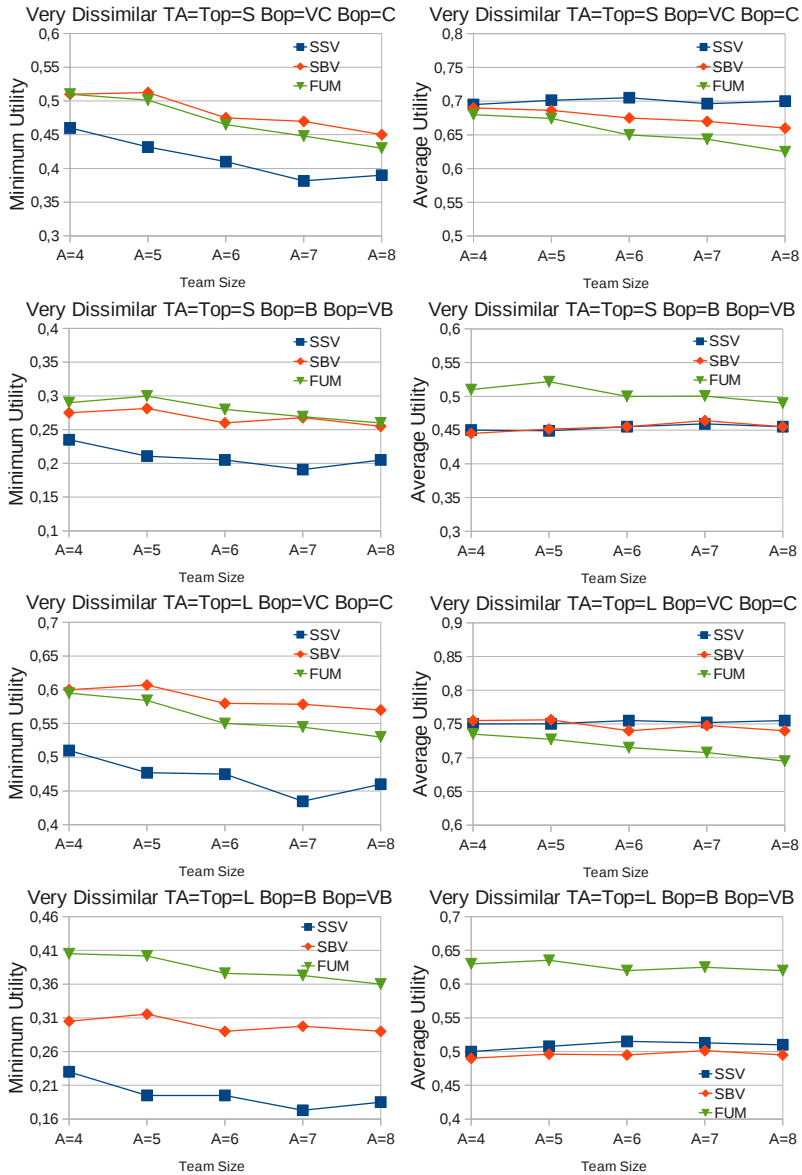 Very Dissimilar TA=Top=S Bop=VC Bop=C
Minimum Utility
0,6
0,55
0,5
0,45
0,4
0,35
0,3
SSV
SBV
FUM
A=4 A=5 A=6 A=7 A=8
Team Size
Very Dissimilar TA=Top=S Bop=VC Bop=C
Average Utility
0,8
0,75
0,7
0,65
0,6
0,55
0,5
SSV
SBV
FUM
A=4 A=5 A=6 A=7 A=8
Team Size
Very Dissimilar TA=Top=S Bop=B Bop=VB
Minimum Utility
0,4
0,35
0,3
0,25
0,2
0,15
0,1
SSV
SBV
FUM
A=4 A=5 A=6 A=7 A=8
Team Size
Very Dissimilar TA=Top=S Bop=B Bop=VB
Average Utility
0,6
0,55
0,5
0,45
0,4
0,35
0,3
SSV
SBV
FUM
A=4 A=5 A=6 A=7 A=8
Team Size
Very Dissimilar TA=Top=L Bop=VC Bop=C
Minimum Utility
0,7
0,65
0,6
0,55
0,5
0,45
0,4
SSV
SBV
FUM
A=4 A=5 A=6 A=7 A=8
Team Size
Very Dissimilar TA=Top=L Bop=VC Bop=C
Average Utility
0,9
0,85
0,8
0,75
0,7
0,65
0,6
SSV
SBV
FUM
A=4 A=5 A=6 A=7 A=8
Team Size
Very Dissimilar TA=Top=L Bop=B Bop=VB
Minimum Utility
0,46
0,41
0,36
0,31
0,26
0,21
0,16
SSV
SBV
FUM
A=4 A=5 A=6 A=7 A=8
Team Size
Very Dissimilar TA=Top=L Bop=B Bop=VB
Average Utility
0,7
0,65
0,6
0,55
0,5
0,45
0,4
SSV
SBV
FUM
A=4 A=5 A=6 A=7 A=8
Team Size